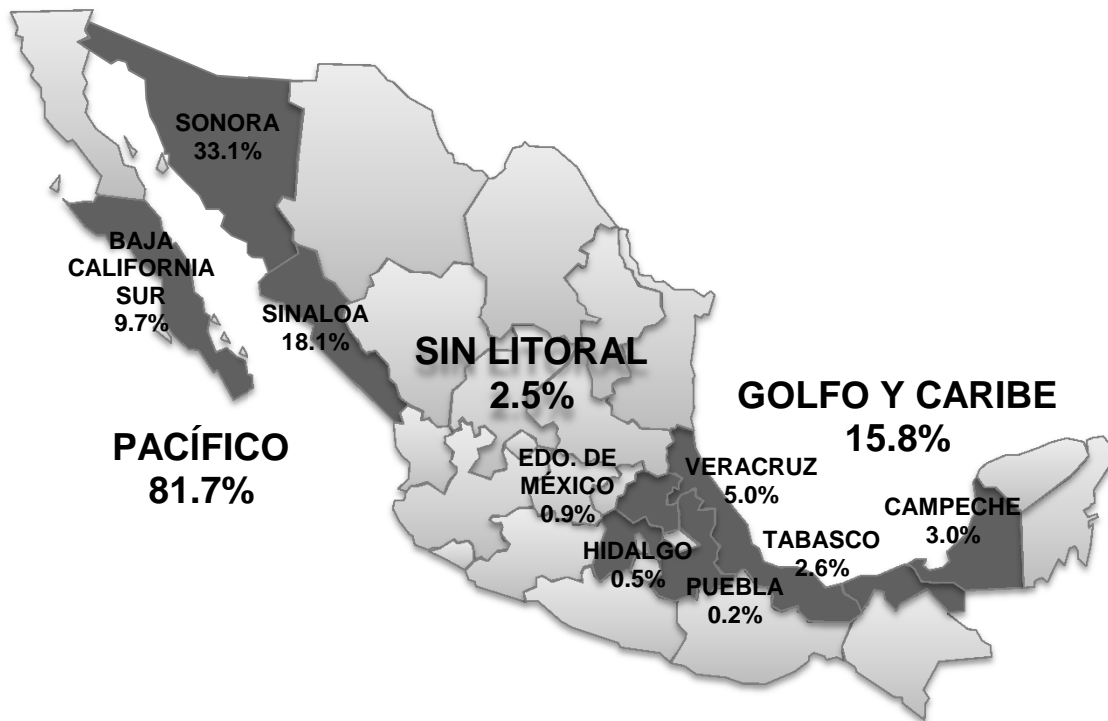 SONORA
33.1%
BAJA
CALIFORNIA
SUR
9.7%
SINALOA
18.1%
SIN LITORAL
2.5%
GOLFO Y CARIBE
15.8%
PACÍFICO
81.7%
EDO. DE
MÉXICO
0.9%
VERACRUZ
5.0%
CAMPECHE
3.0%
TABASCO
2.6%
HIDALGO
0.5%
PUEBLA
0.2%